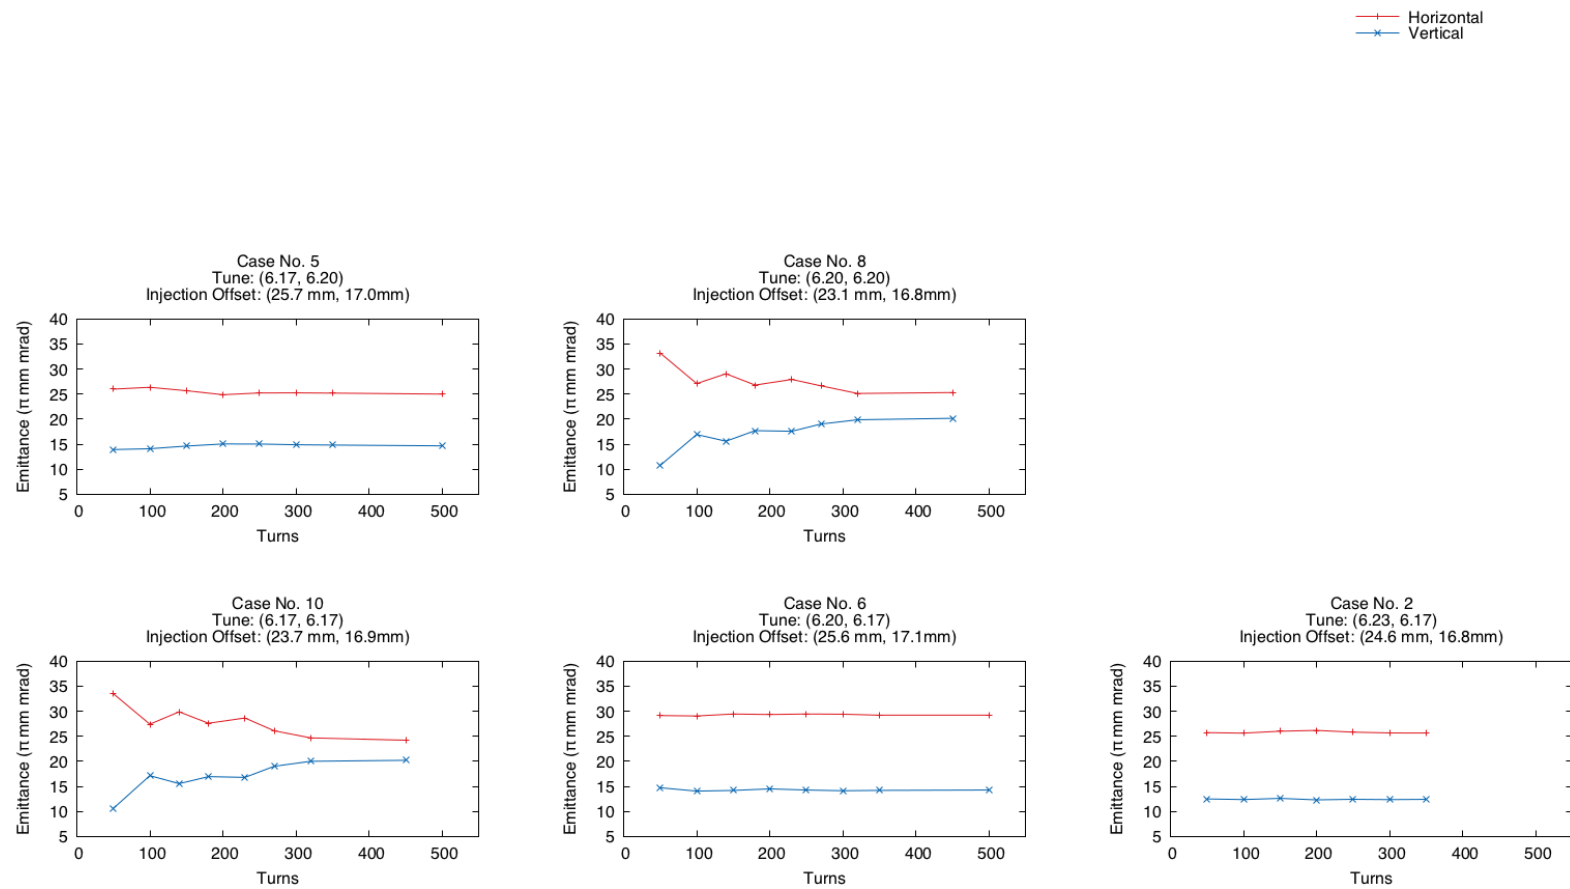 Horizontal
Vertical
Case No. 5
Tune: (6.17, 6.20)
Injection Offset: (25.7 mm, 17.0mm)
Emittance (π mm mrad)
40
35
30
25
20
15
10
5
0 100 200 300 400 500
Turns
Case No. 8
Tune: (6.20, 6.20)
Injection Offset: (23.1 mm, 16.8mm)
Emittance (π mm mrad)
40
35
30
25
20
15
10
5
0 100 200 300 400 500
Turns
Case No. 10
Tune: (6.17, 6.17)
Injection Offset: (23.7 mm, 16.9mm)
Emittance (π mm mrad)
40
35
30
25
20
15
10
5
0 100 200 300 400 500
Turns
Case No. 6
Tune: (6.20, 6.17)
Injection Offset: (25.6 mm, 17.1mm)
Emittance (π mm mrad)
40
35
30
25
20
15
10
5
0 100 200 300 400 500
Turns
Case No. 2
Tune: (6.23, 6.17)
Injection Offset: (24.6 mm, 16.8mm)
Emittance (π mm mrad)
40
35
30
25
20
15
10
5
0 100 200 300 400 500
Turns